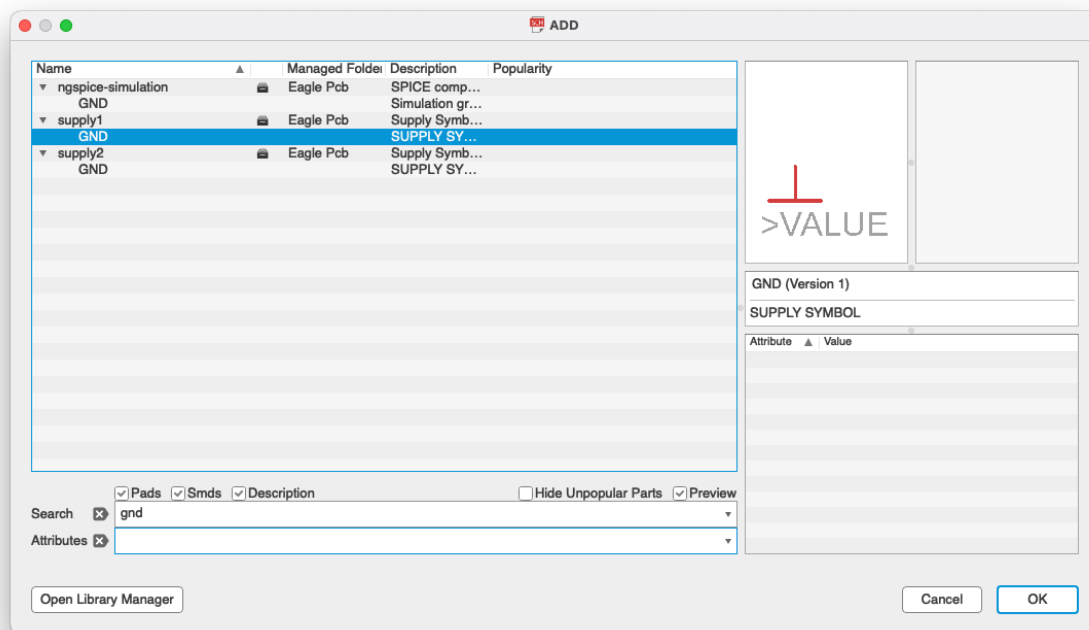 ADD
Name Managed Folder Description Popularity
ngspice-simulation Eagle Pcb SPICE comp...
GND Simulation gr...
supply1 Eagle Pcb Supply Symb...
GND SUPPLY SY...
supply2 Eagle Pcb Supply Symb...
GND SUPPLY SY...
>VALUE
GND (Version 1)
SUPPLY SYMBOL
Attribute Value
Pads Smds Description Hide Unpopular Parts Preview
Search gnd
Attributes
Open Library Manager Cancel OK